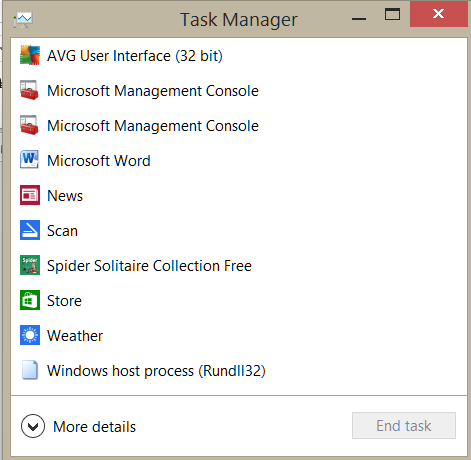 Task Manager
AVG User Interface (32 bit)
Microsoft Management Console
Microsoft Management Console
Microsoft Word
News
Scan
Spider Solitaire Collection Free
Store
Weather
Windows host process (Rundll32)
More details
End task